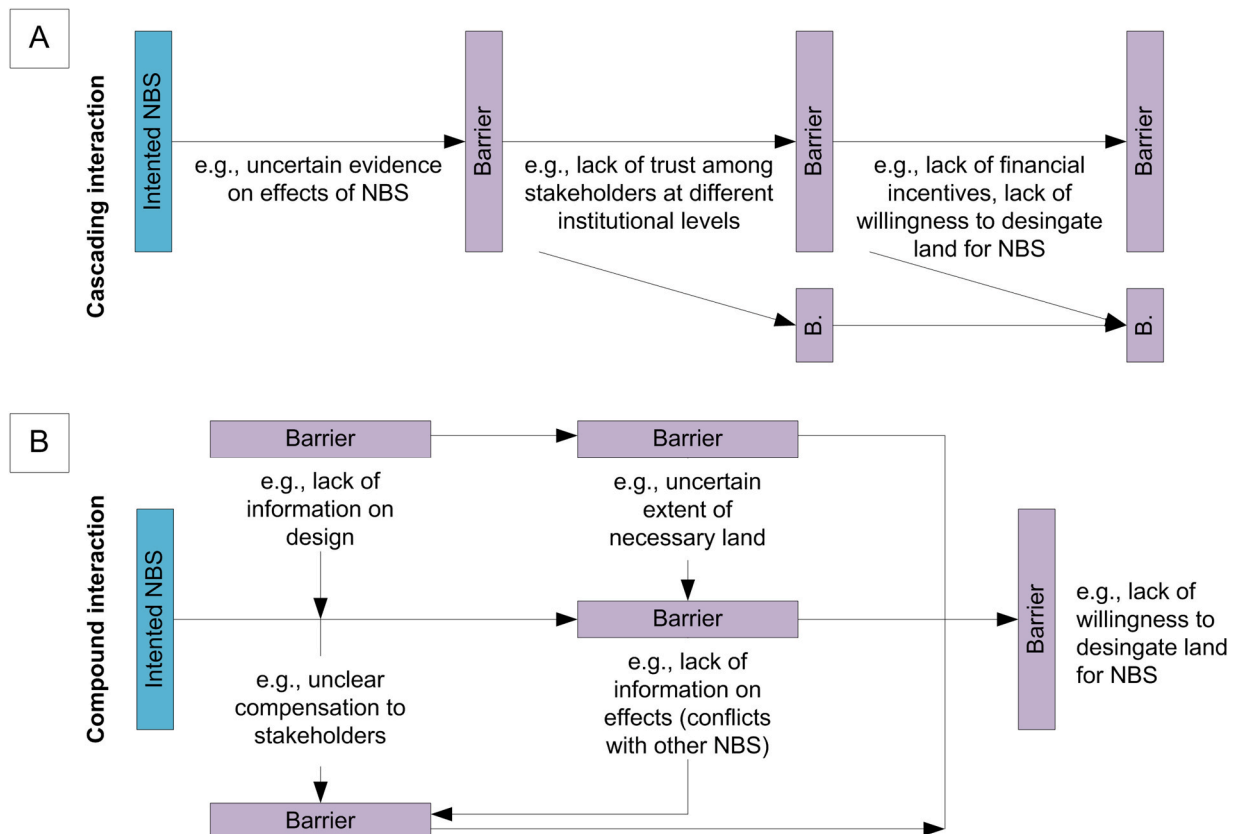 A
Cascading interaction
Intented NBS
e.g., uncertain evidence
on effects of NBS
Barrier
e.g., lack of trust among
stakeholders at different
institutional levels
Barrier
e.g., lack of financial
incentives, lack of
willingness to desingate
land for NBS
Barrier
B.
B.
B
Compound interaction
Intented NBS
Barrier
e.g., lack of
information on
design
Barrier
e.g., uncertain
extent of
necessary land
e.g., unclear
compensation to
stakeholders
Barrier
Barrier
e.g., lack of
information on
effects (conflicts
with other NBS)
Barrier
e.g., lack of
willingness to
desingate land
for NBS